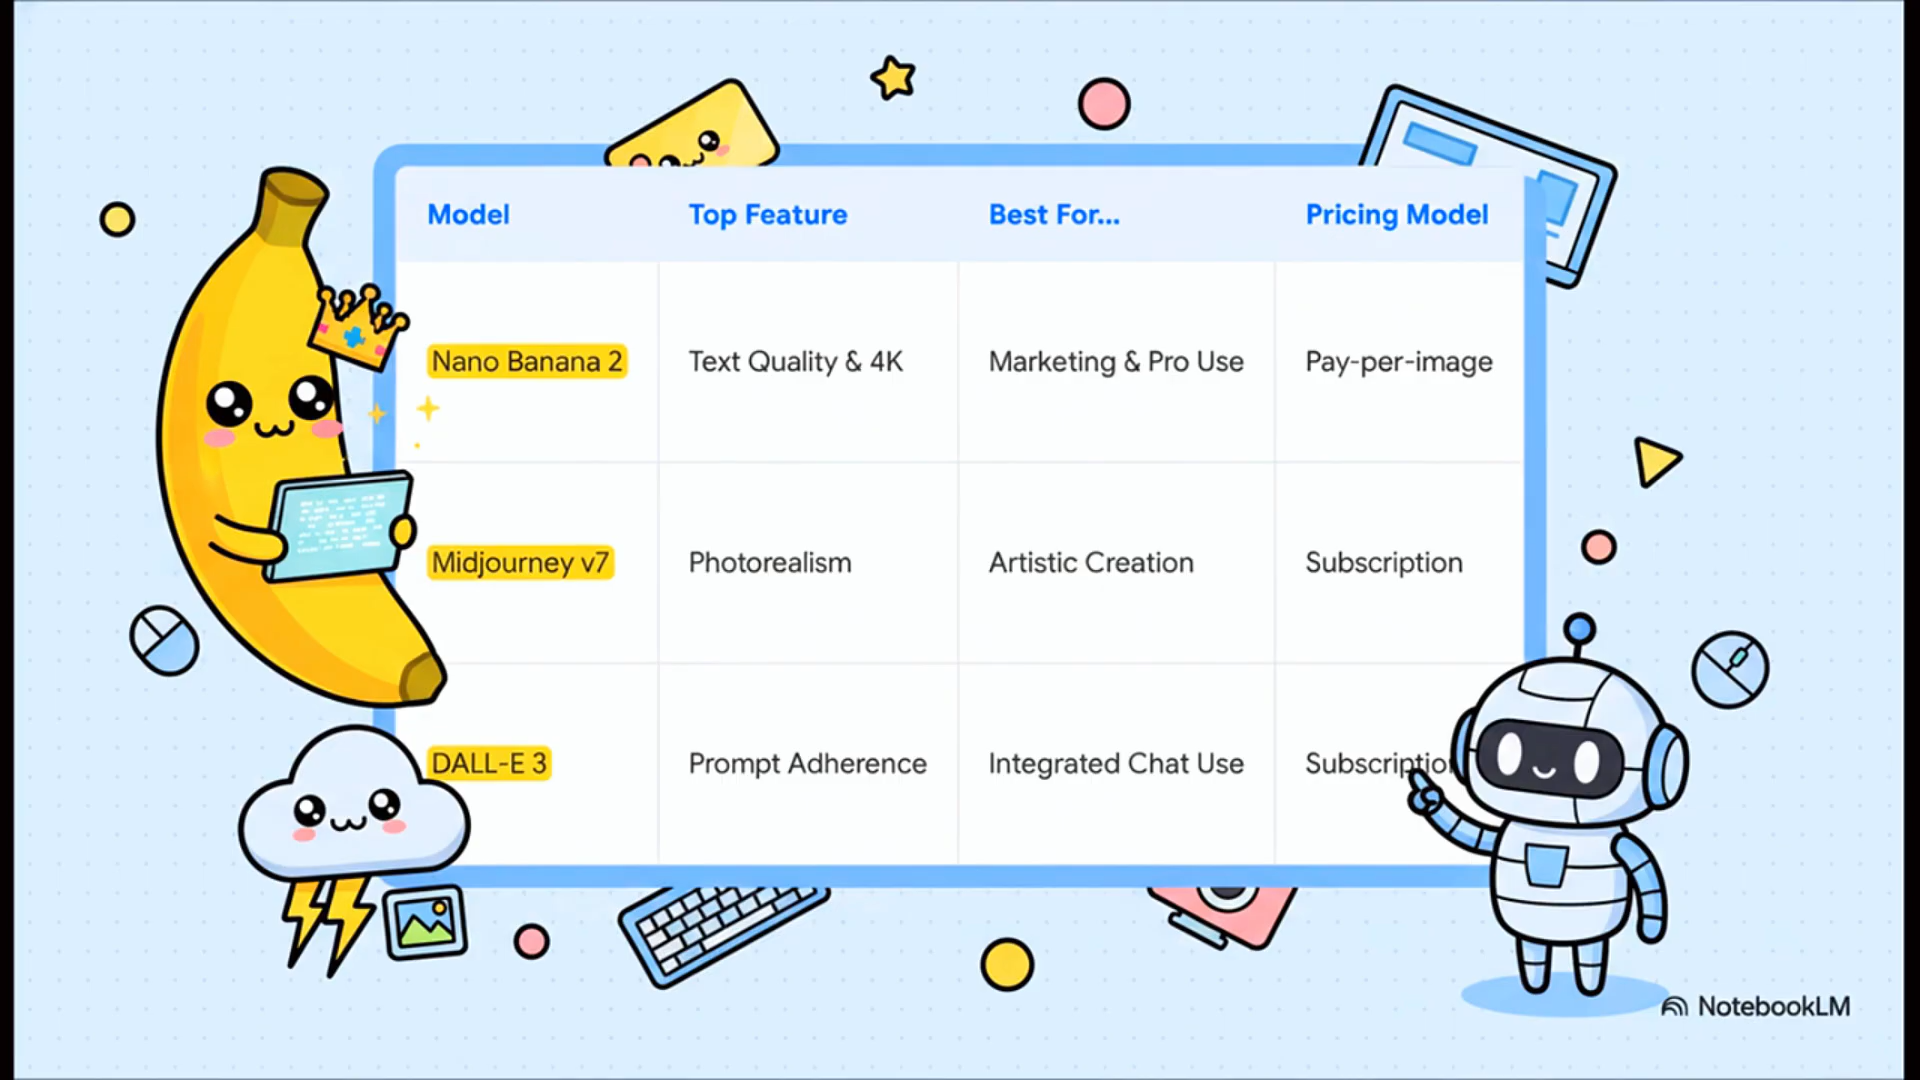 Model Top Feature Best For... Pricing Model
Nano Banana 2 Text Quality & 4K Marketing & Pro Use Pay-per-image
Midjourney v7 Photorealism Artistic Creation Subscription
DALL-E 3 Prompt Adherence Integrated Chat Use Subscription
NotebookLM